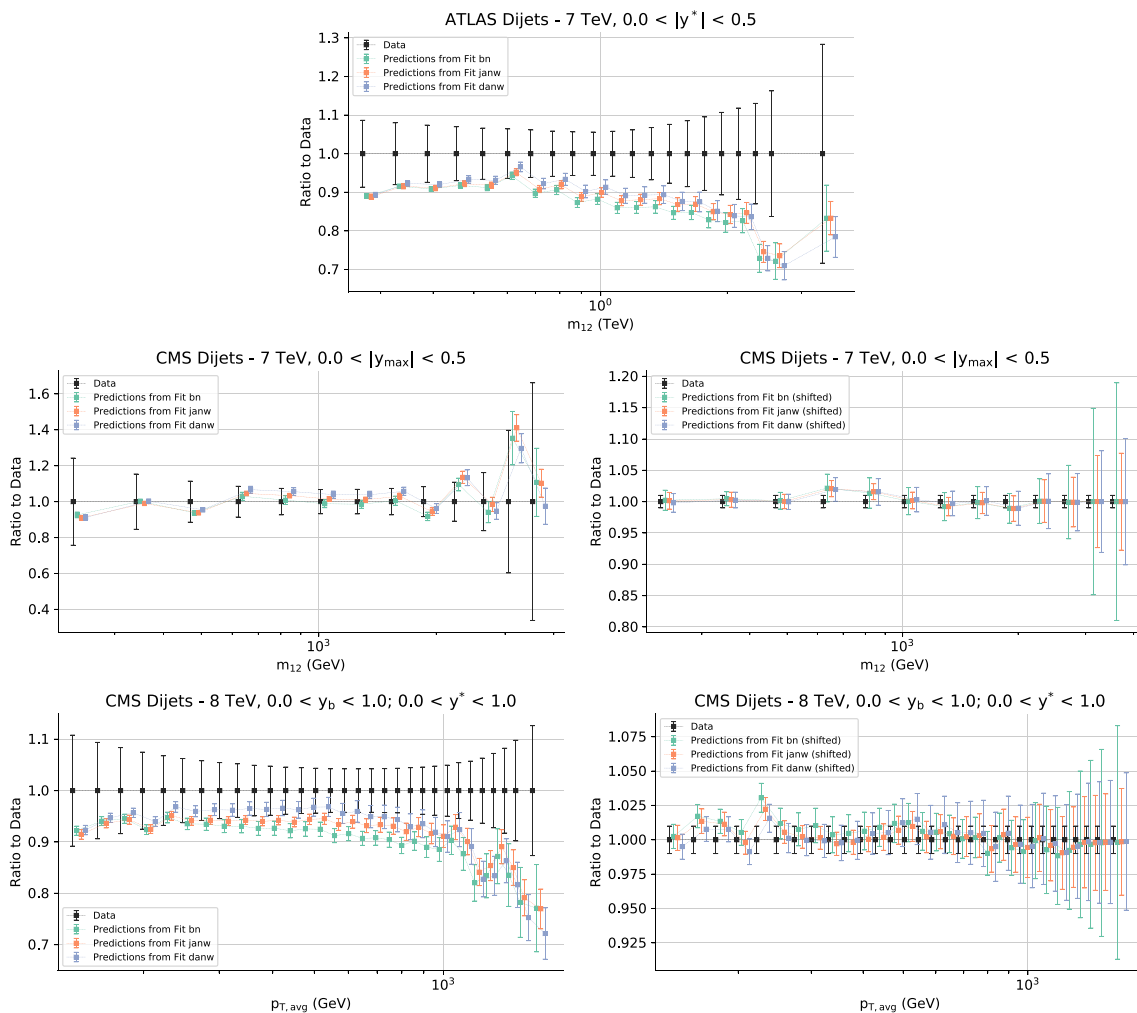 ATLAS Dijets - 7 TeV, 0.0 < |y*| < 0.5
1.3
1.2
1.1
1.0
0.9
0.8
0.7
Ratio to Data
Data
Predictions from Fit bn
Predictions from Fit janw
Predictions from Fit danw
10⁰
m₁₂ (TeV)
CMS Dijets - 7 TeV, 0.0 < |y_max| < 0.5
1.6
1.4
1.2
1.0
0.8
0.6
0.4
Ratio to Data
Data
Predictions from Fit bn
Predictions from Fit janw
Predictions from Fit danw
10³
m₁₂ (GeV)
CMS Dijets - 7 TeV, 0.0 < |y_max| < 0.5
1.20
1.15
1.10
1.05
1.00
0.95
0.90
0.85
0.80
Ratio to Data
Data
Predictions from Fit bn (shifted)
Predictions from Fit janw (shifted)
Predictions from Fit danw (shifted)
10³
m₁₂ (GeV)
CMS Dijets - 8 TeV, 0.0 < y_b < 1.0; 0.0 < y* < 1.0
1.1
1.0
0.9
0.8
0.7
Ratio to Data
Data
Predictions from Fit bn
Predictions from Fit janw
Predictions from Fit danw
10³
p_T, avg (GeV)
CMS Dijets - 8 TeV, 0.0 < y_b < 1.0; 0.0 < y* < 1.0
1.075
1.050
1.025
1.000
0.975
0.950
0.925
Ratio to Data
Data
Predictions from Fit bn (shifted)
Predictions from Fit janw (shifted)
Predictions from Fit danw (shifted)
10³
p_T, avg (GeV)